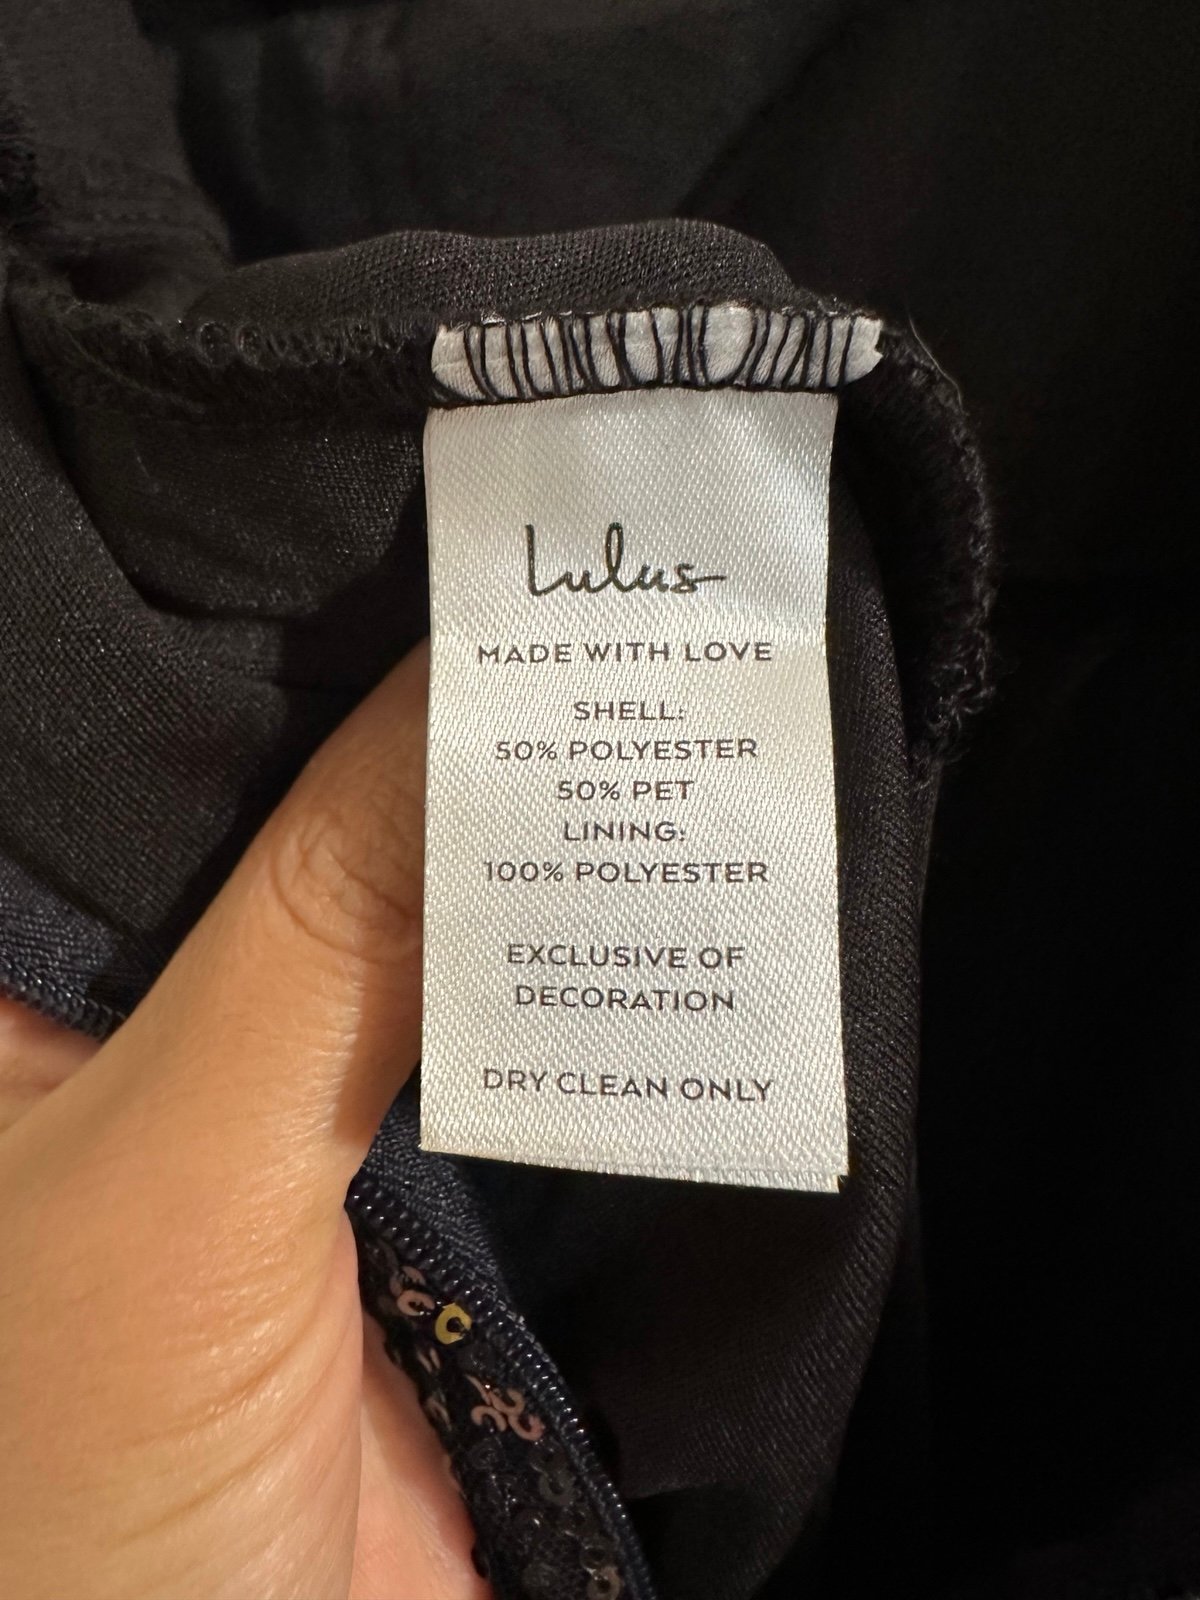 Lulus
MADE WITH LOVE
SHELL:
50% POLYESTER
50% PET
LINING:
100% POLYESTER
EXCLUSIVE OF
DECORATION
DRY CLEAN ONLY